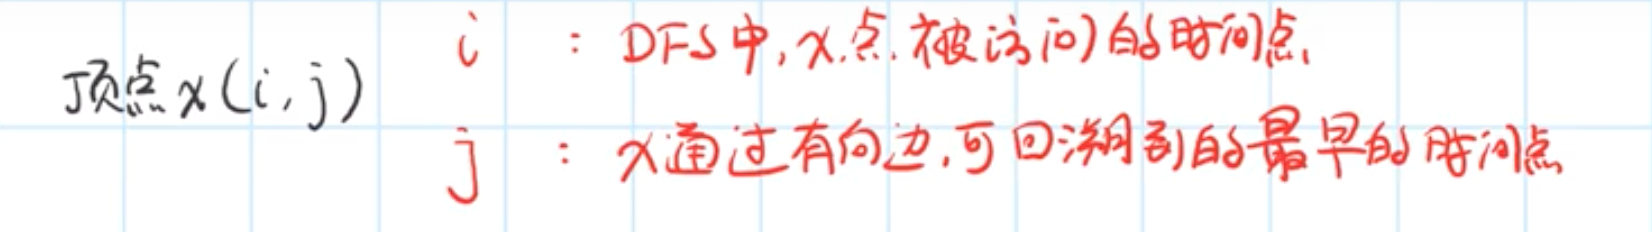 i : DFS中,x点.被访问的时间点.
顶点x(i,j)
j : x通过有向边,可回溯到的最早的时间点